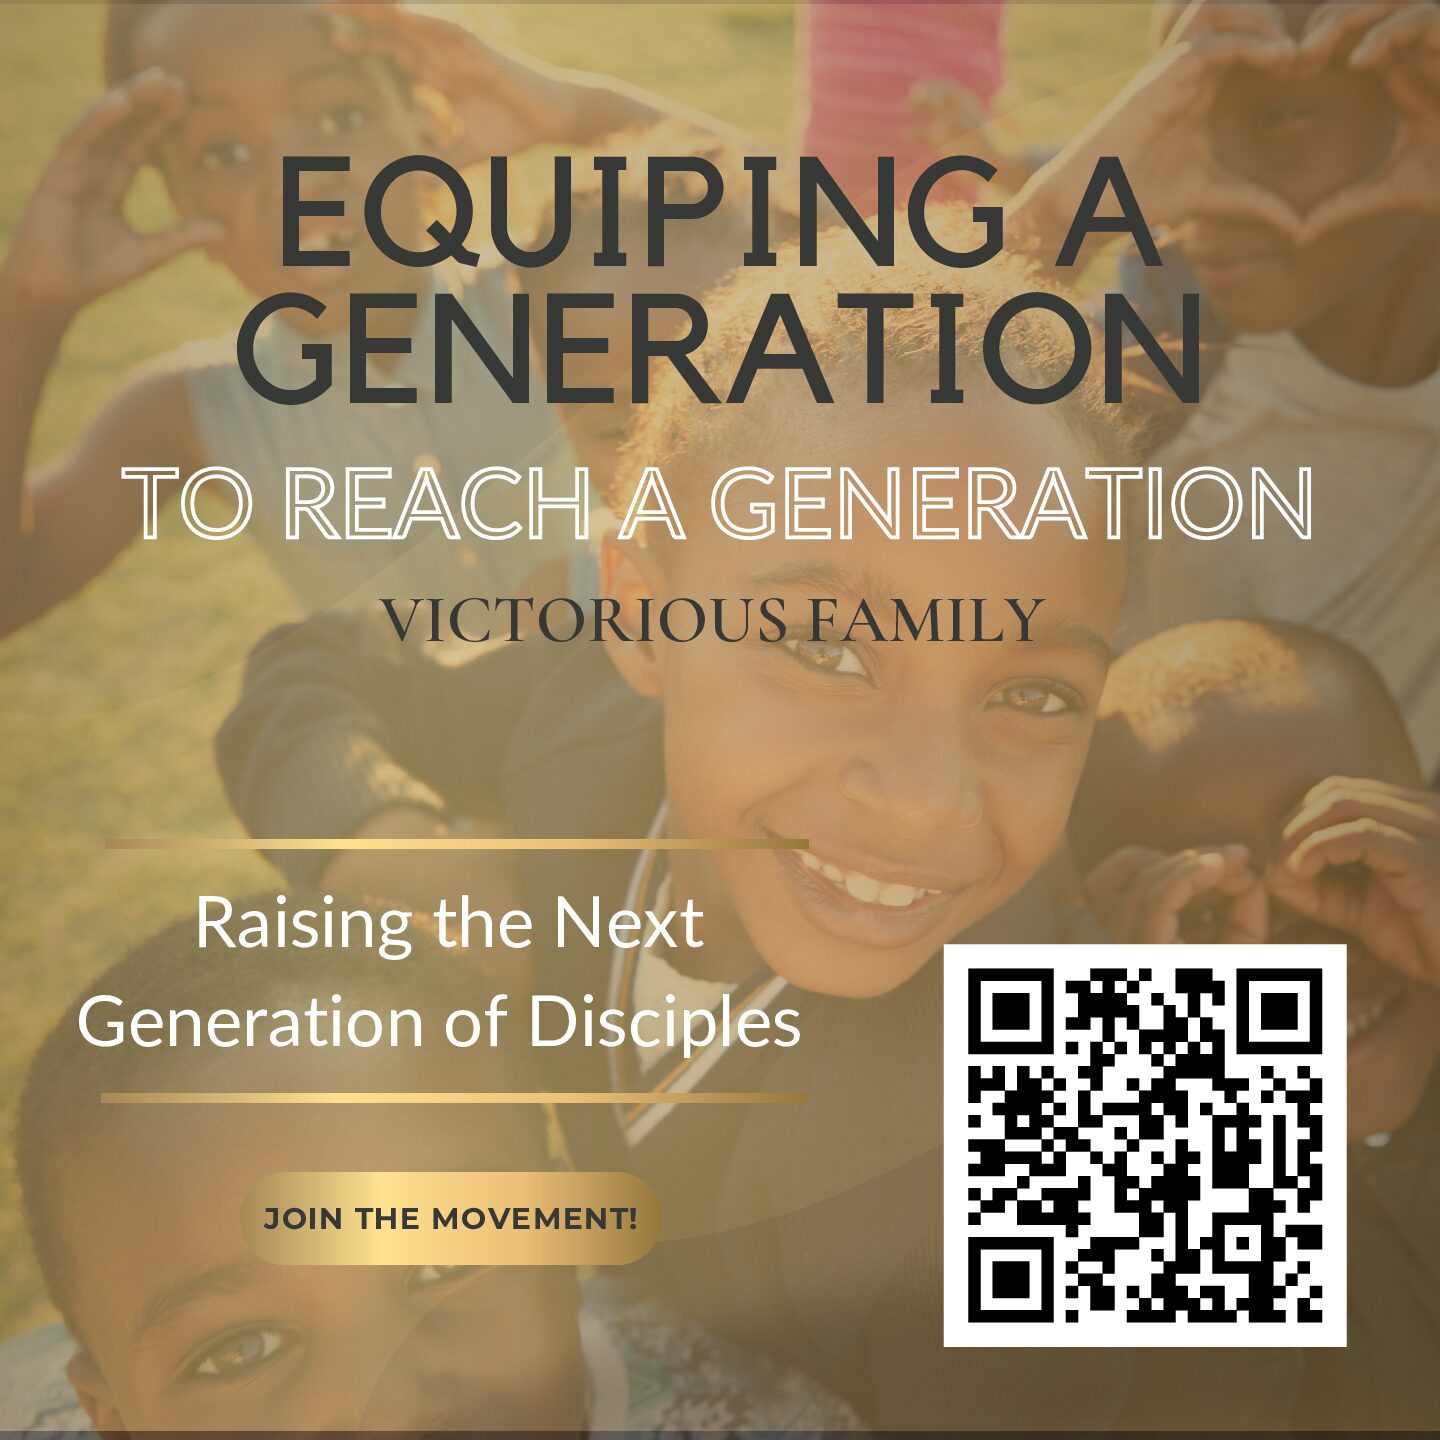 EQUIPING A
GENERATION
TO REACH A GENERATION
VICTORIOUS FAMILY
Raising the Next
Generation of Disciples
JOIN THE MOVEMENT!